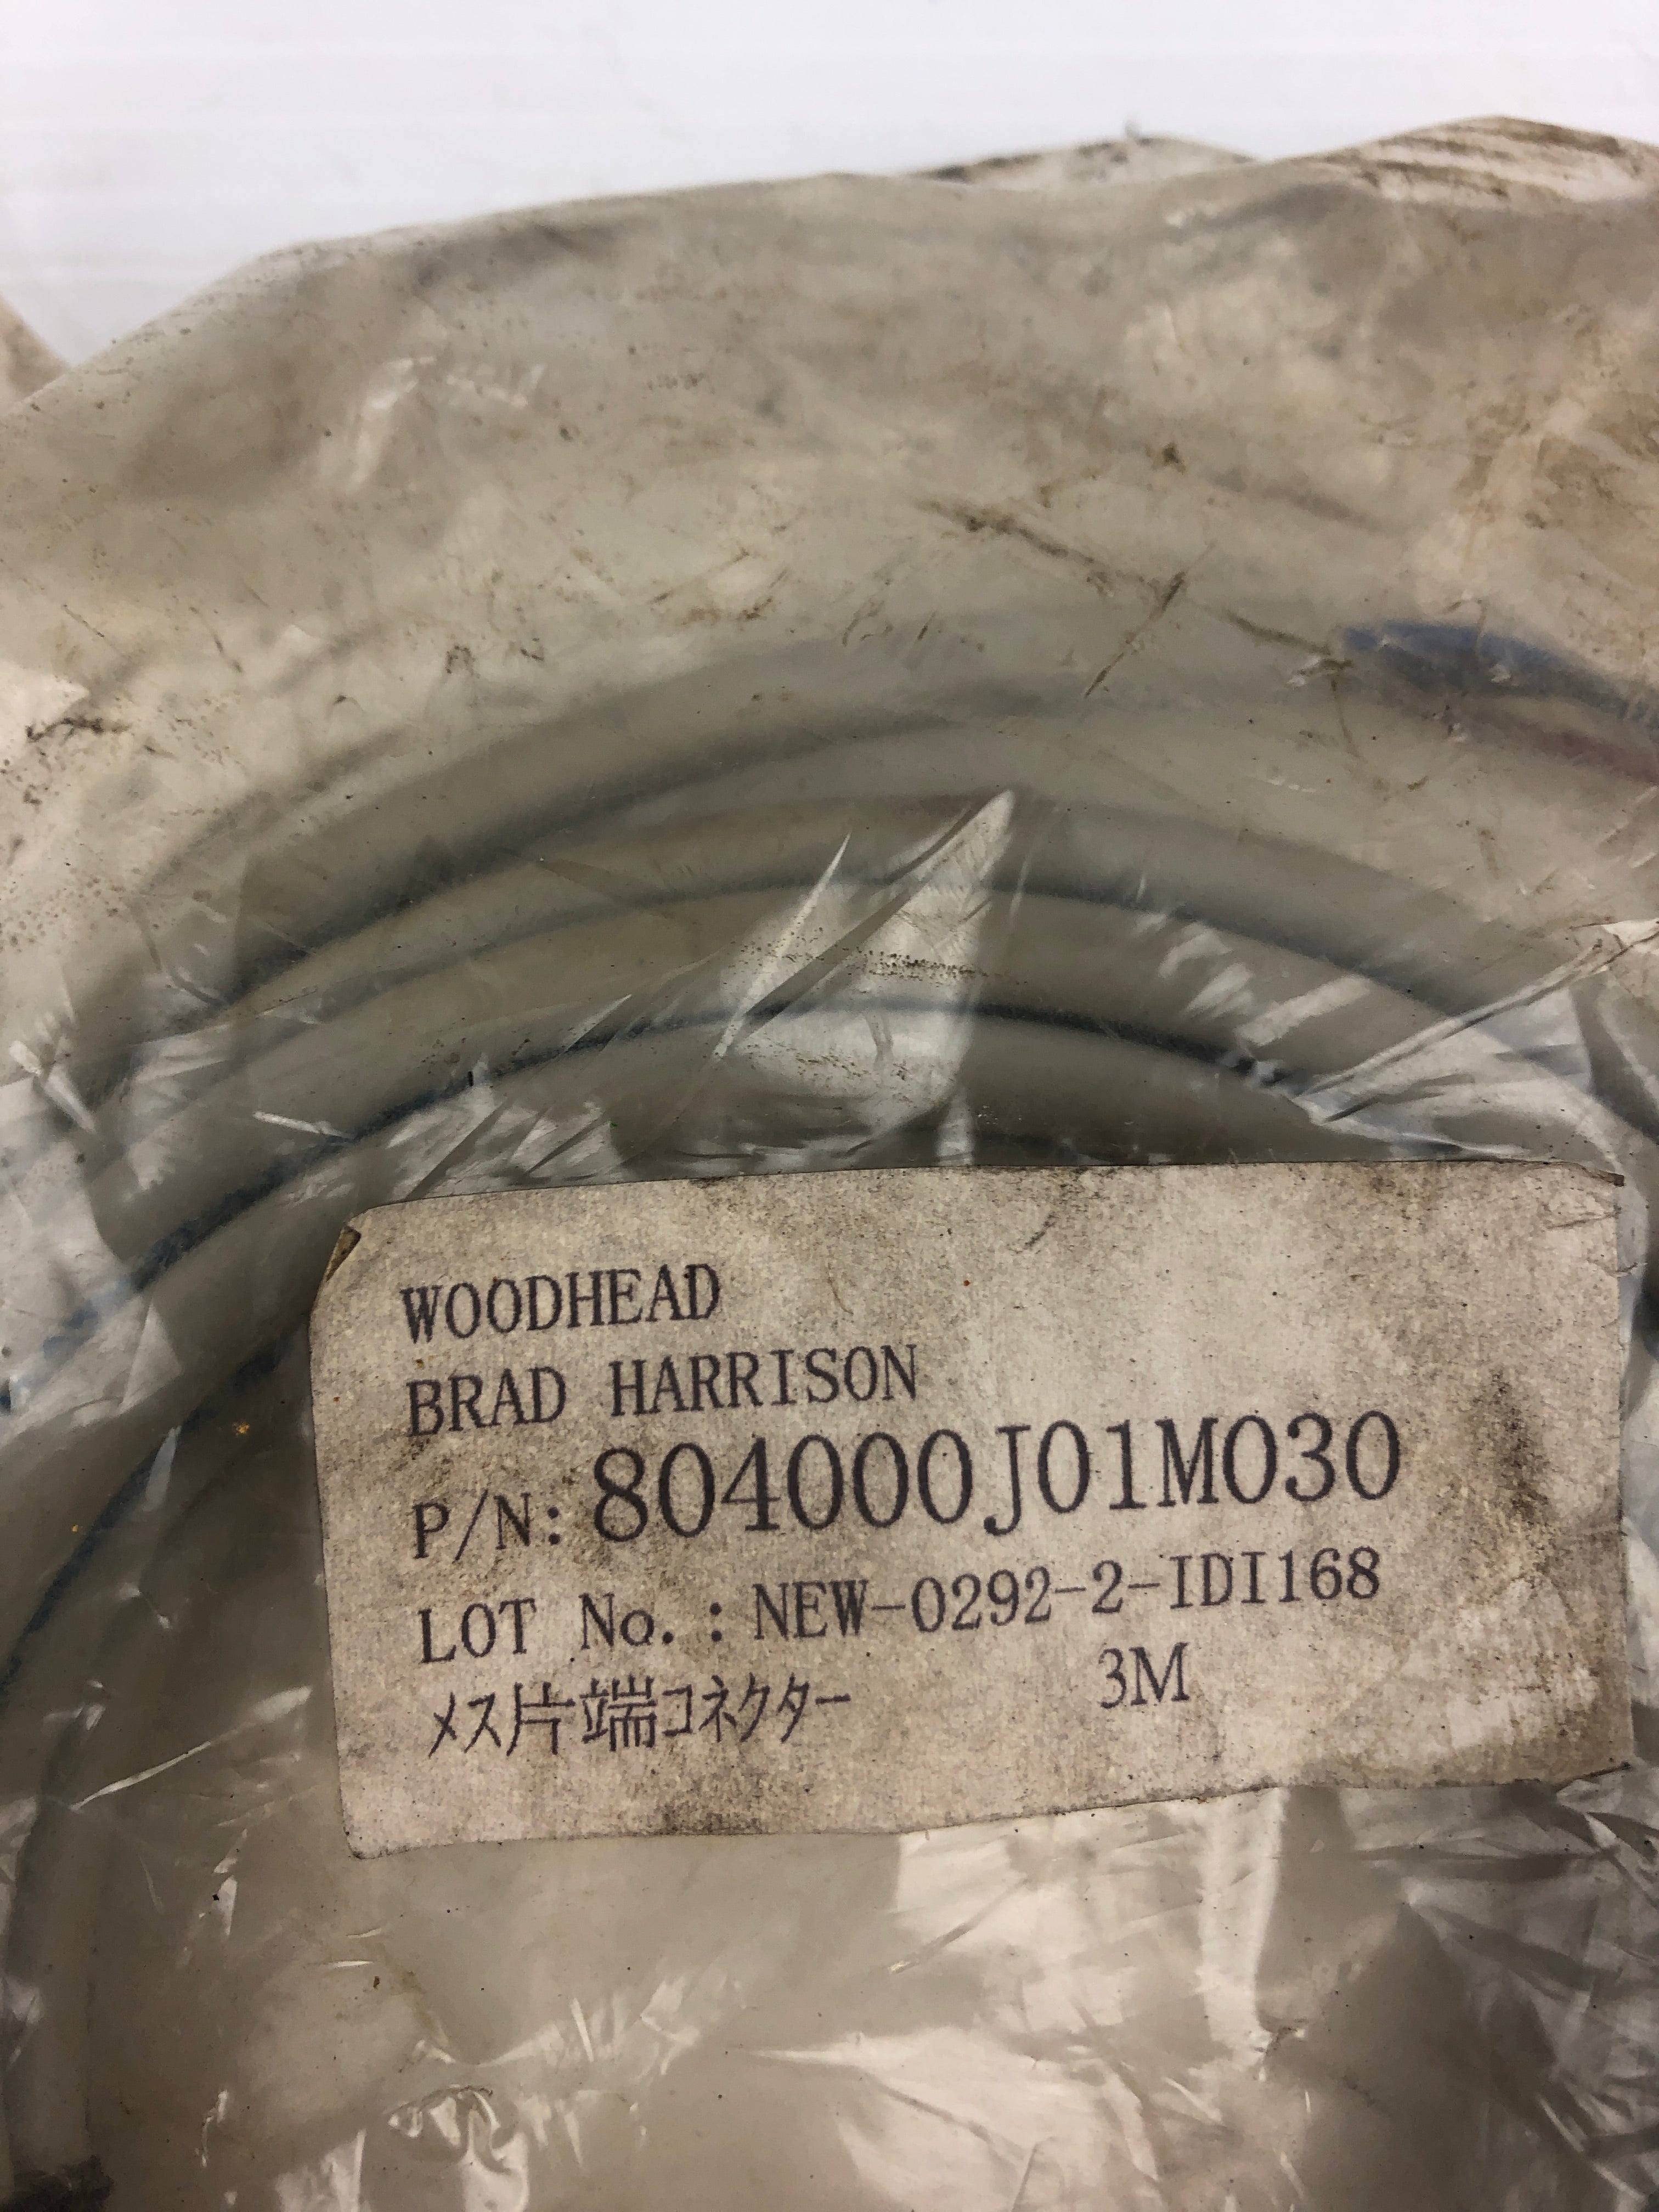 WOODHEAD
BRAD HARRISON
P/N: 804000J01M030
LOT No. : NEW-0292-2-IDI168
ﾒｽ片端ｺﾈｸﾀｰ 3M